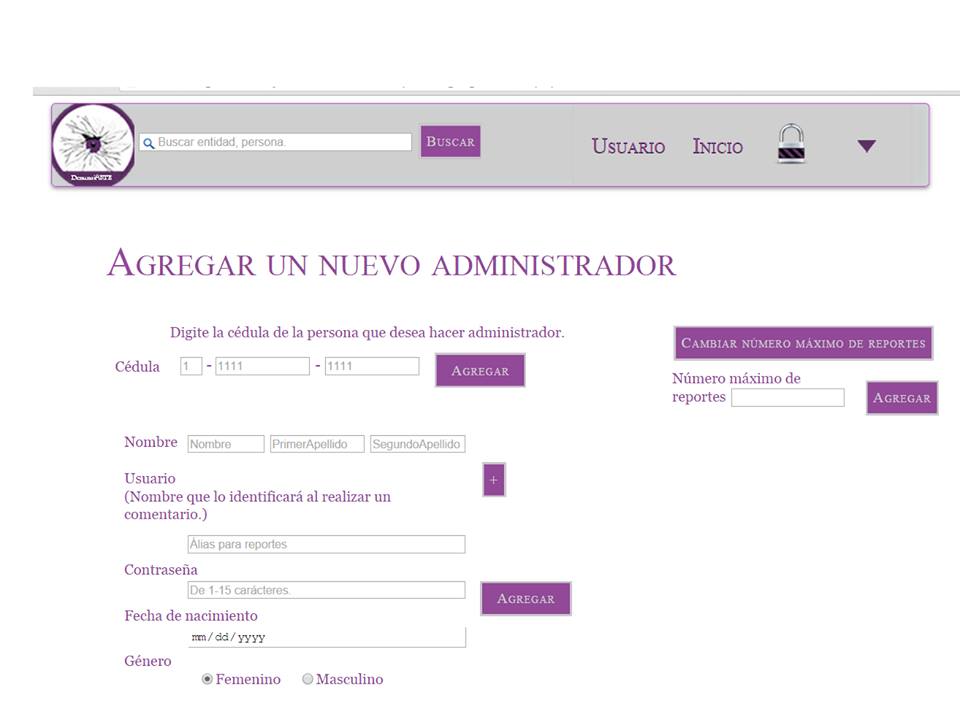 Buscar entidad, persona.
BUSCAR
USUARIO
INICIO
AGREGAR UN NUEVO ADMINISTRADOR
Digite la cédula de la persona que desea hacer administrador.
Cédula 1 - 1111 - 1111 AGREGAR
CAMBIAR NÚMERO MÁXIMO DE REPORTES
Número máximo de
reportes
AGREGAR
Nombre Nombre PrimerApellido SegundoApellido
Usuario
+
(Nombre que lo identificará al realizar un
comentario.)
Álias para reportes
Contraseña
De 1-15 carácteres.
AGREGAR
Fecha de nacimiento
mm/dd/yyyy
Género
Femenino Masculino